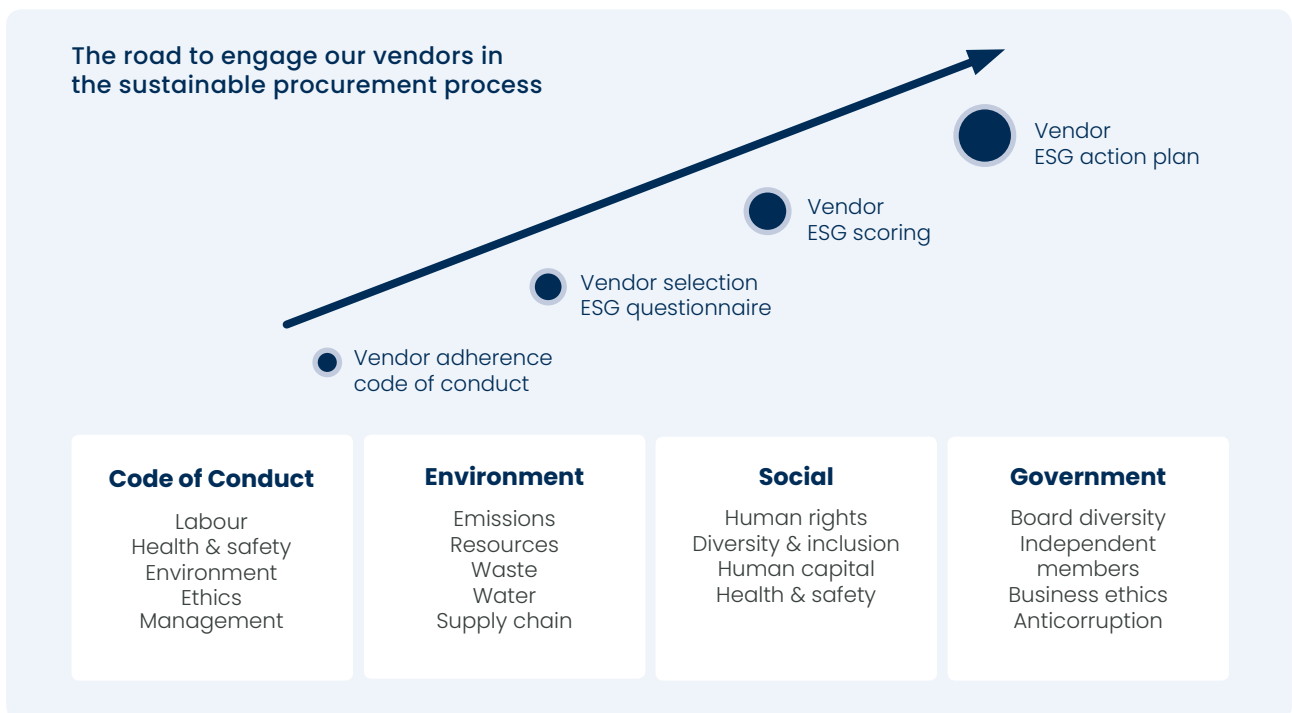 The road to engage our vendors in
the sustainable procurement process
Vendor
ESG action plan
Vendor
ESG scoring
Vendor selection
ESG questionnaire
Vendor adherence
code of conduct
Code of Conduct
Labour
Health & safety
Environment
Ethics
Management
Environment
Emissions
Resources
Waste
Water
Supply chain
Social
Human rights
Diversity & inclusion
Human capital
Health & safety
Government
Board diversity
Independent
members
Business ethics
Anticorruption